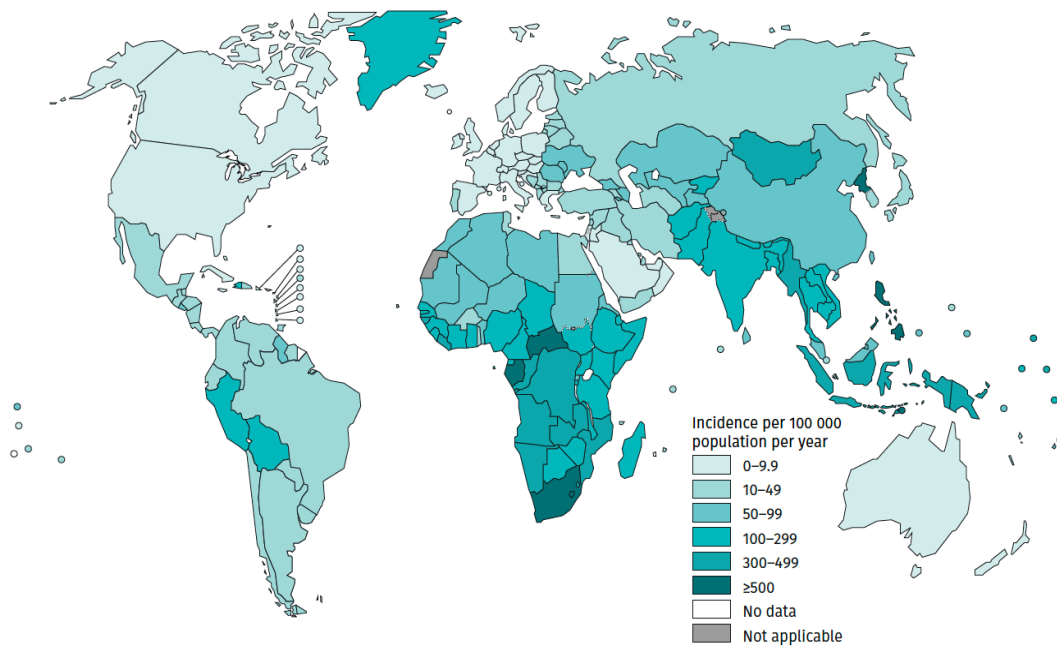 Incidence per 100 000
population per year
0–9.9
10–49
50–99
100–299
300–499
≥500
No data
Not applicable